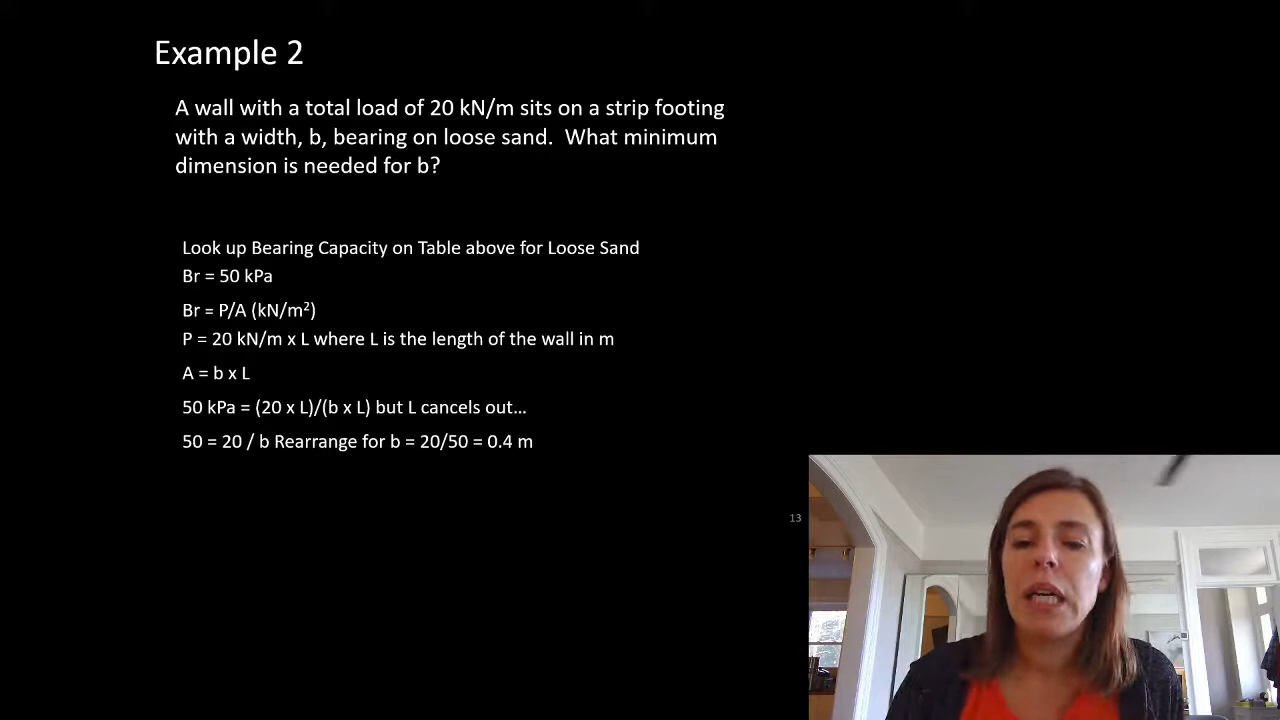 Example 2
A wall with a total load of 20 kN/m sits on a strip footing
with a width, b, bearing on loose sand.  What minimum
dimension is needed for b?
Look up Bearing Capacity on Table above for Loose Sand
Br = 50 kPa
Br = P/A (kN/m²)
P = 20 kN/m x L where L is the length of the wall in m
A = b x L
50 kPa = (20 x L)/(b x L) but L cancels out…
50 = 20 / b Rearrange for b = 20/50 = 0.4 m
13